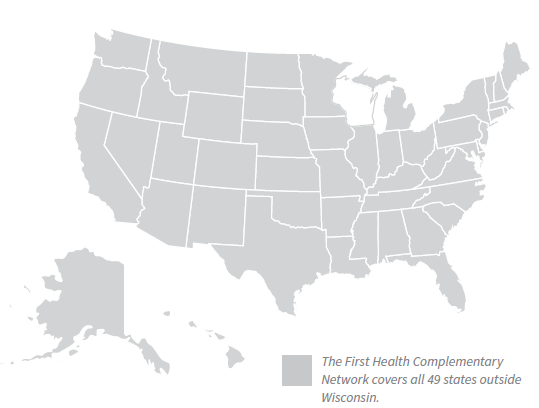 The First Health Complementary
Network covers all 49 states outside
Wisconsin.